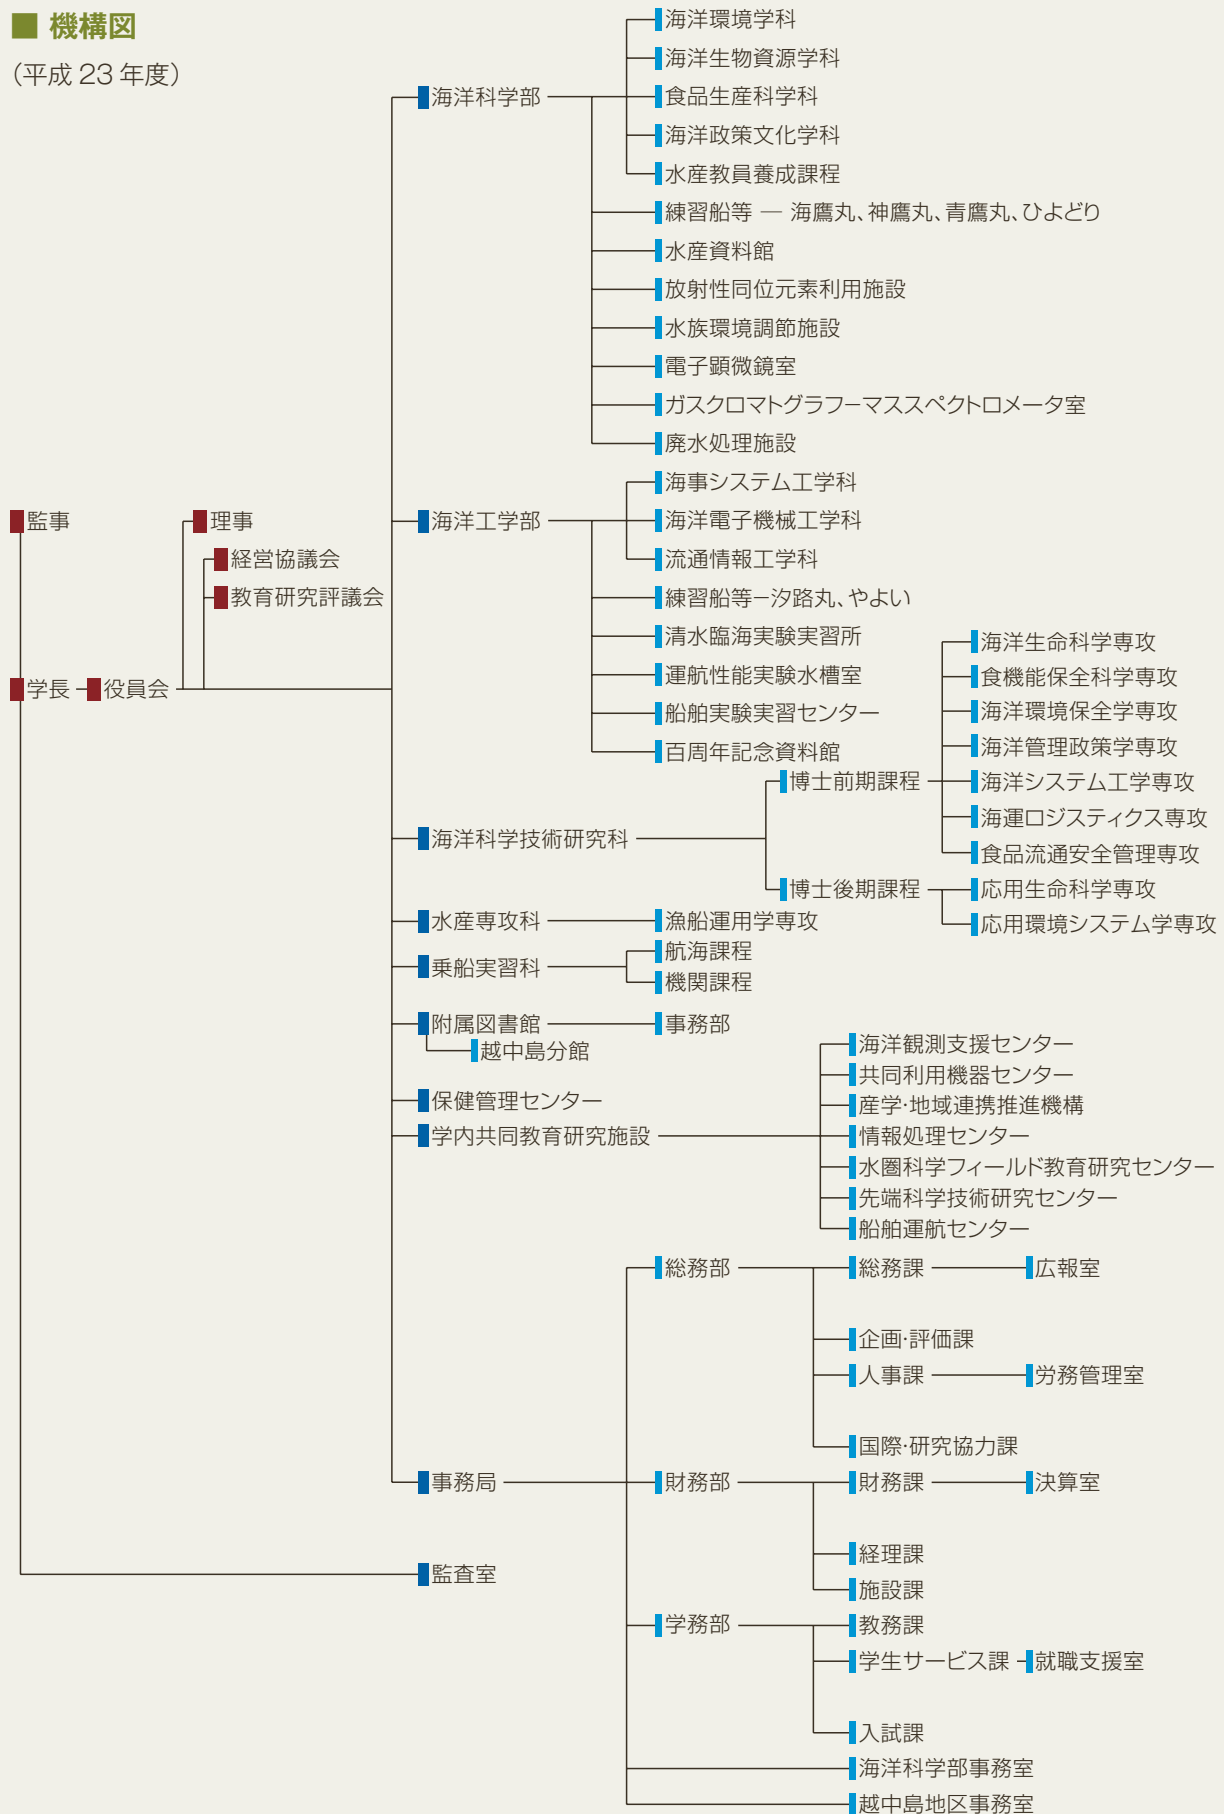 機構図
（平成 23 年度）
海洋環境学科
海洋生物資源学科
海洋科学部
食品生産科学科
海洋政策文化学科
水産教員養成課程
練習船等 ― 海鷹丸、神鷹丸、青鷹丸、ひよどり
水産資料館
放射性同位元素利用施設
水族環境調節施設
電子顕微鏡室
ガスクロマトグラフーマススペクトロメータ室
廃水処理施設
海事システム工学科
監事
理事
海洋工学部
海洋電子機械工学科
経営協議会
流通情報工学科
教育研究評議会
練習船等ー汐路丸、やよい
清水臨海実験実習所
学長
役員会
運航性能実験水槽室
船舶実験実習センター
百周年記念資料館
海洋科学技術研究科
博士前期課程
海洋生命科学専攻
食機能保全科学専攻
海洋環境保全学専攻
海洋管理政策学専攻
海洋システム工学専攻
海運ロジスティクス専攻
食品流通安全管理専攻
博士後期課程
応用生命科学専攻
応用環境システム学専攻
水産専攻科
漁船運用学専攻
乗船実習科
航海課程
機関課程
附属図書館
事務部
越中島分館
保健管理センター
学内共同教育研究施設
海洋観測支援センター
共同利用機器センター
産学・地域連携推進機構
情報処理センター
水圏科学フィールド教育研究センター
先端科学技術研究センター
船舶運航センター
事務局
総務部
総務課
広報室
企画・評価課
人事課
労務管理室
国際・研究協力課
財務部
財務課
決算室
経理課
施設課
学務部
教務課
学生サービス課
就職支援室
入試課
海洋科学部事務室
越中島地区事務室
監査室